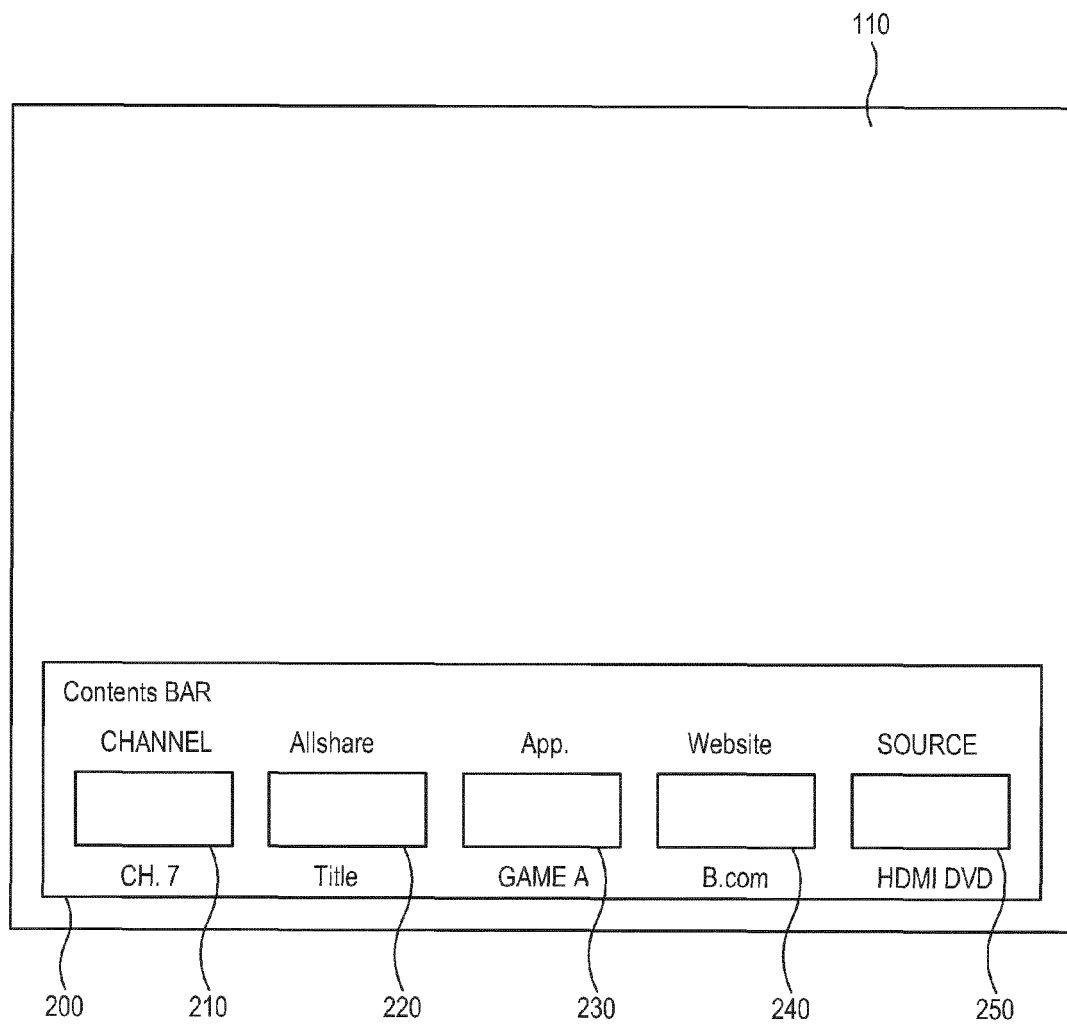 110
Contents BAR
CHANNEL Allshare App. Website SOURCE
CH. 7 Title GAME A B.com HDMI DVD
200 210 220 230 240 250